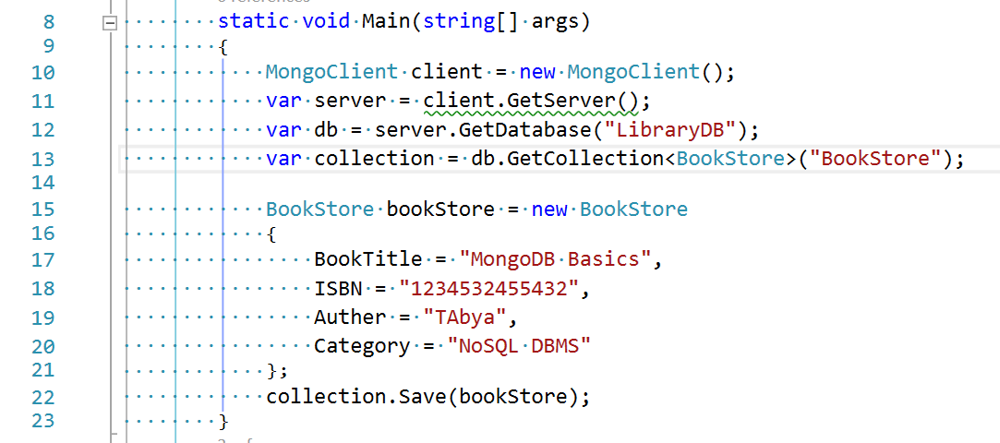 8 static void Main(string[] args)
9 {
10 MongoClient client = new MongoClient();
11 var server = client.GetServer();
12 var db = server.GetDatabase("LibraryDB");
13 var collection = db.GetCollection<BookStore>("BookStore");
14
15 BookStore bookStore = new BookStore
16 {
17 BookTitle = "MongoDB Basics",
18 ISBN = "1234532455432",
19 Auther = "TAbya",
20 Category = "NoSQL DBMS"
21 };
22 collection.Save(bookStore);
23 }